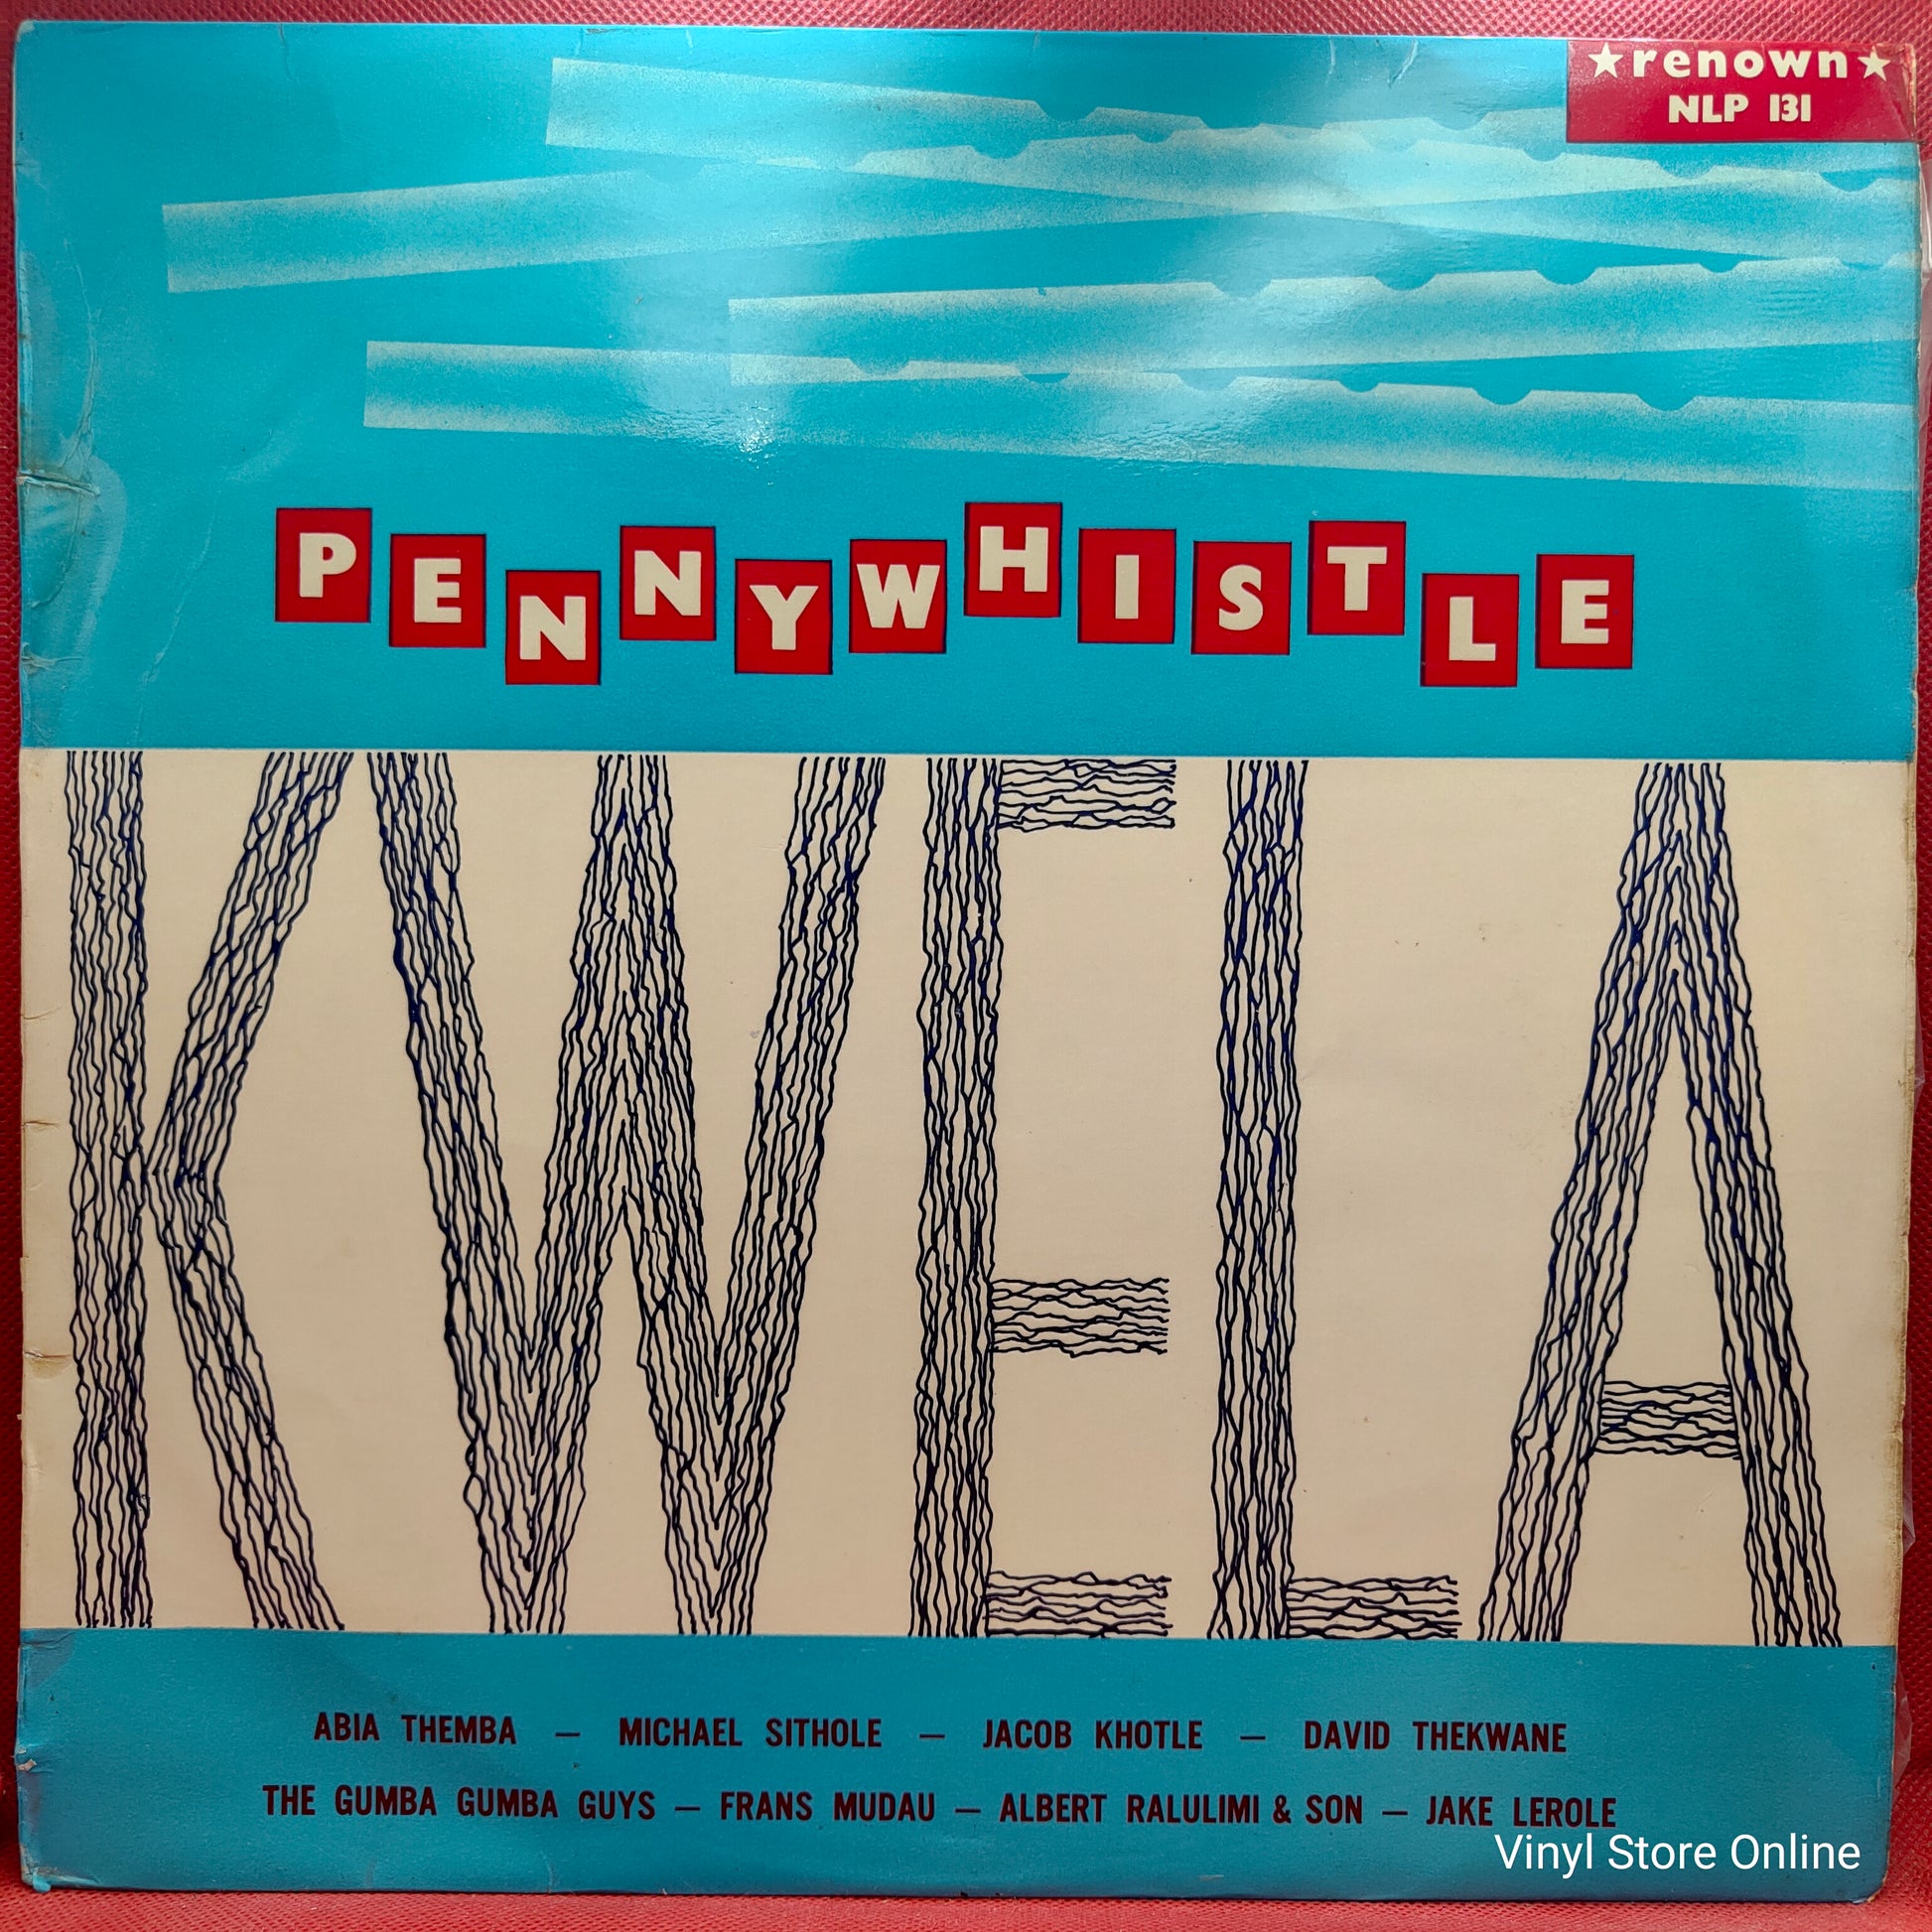 ★renown★
NLP 131
PENNYWHISTLE
KWELA
ABIA THEMBA — MICHAEL SITHOLE — JACOB KHOTLE — DAVID THEKWANE
THE GUMBA GUMBA GUYS — FRANS MUDAU — ALBERT RALULIMI & SON — JAKE LEROLE
Vinyl Store Online